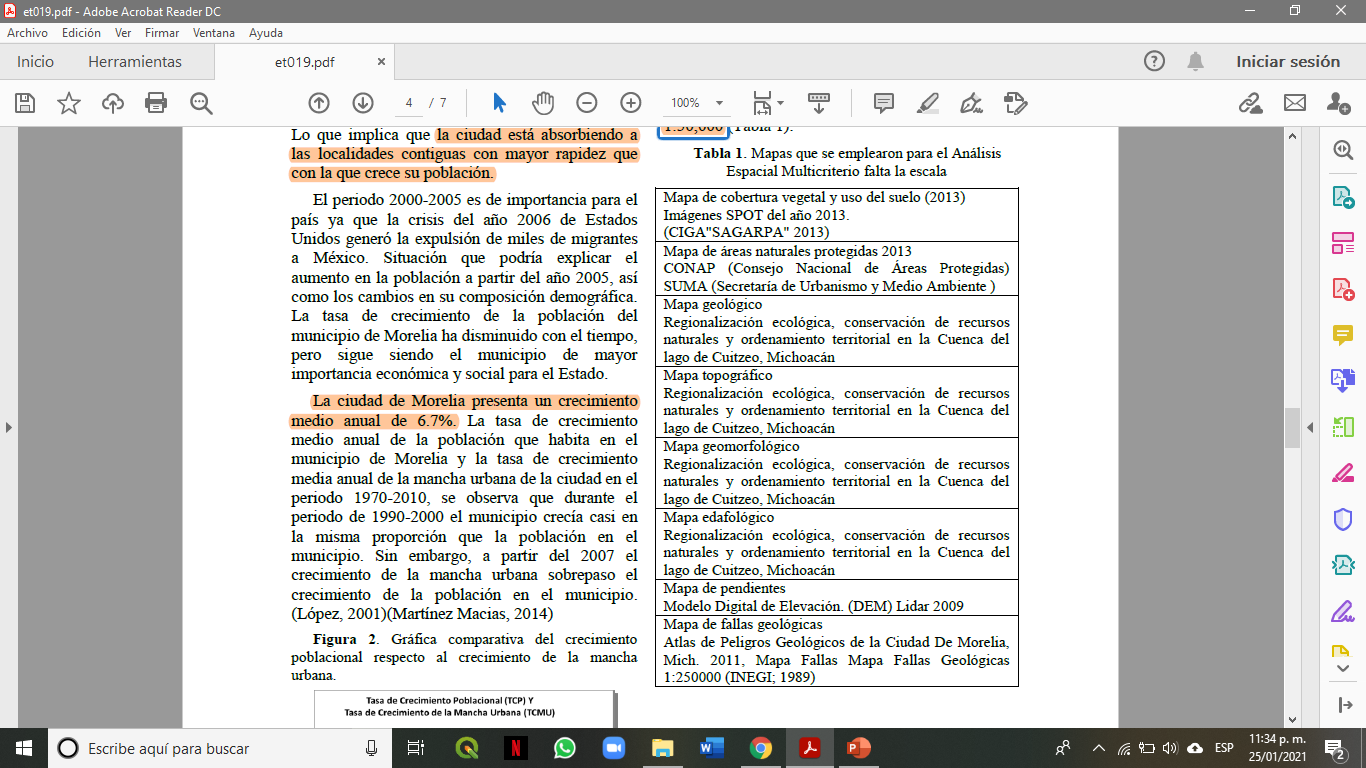 et019.pdf - Adobe Acrobat Reader DC
Archivo Edición Ver Firmar Ventana Ayuda
Inicio Herramientas et019.pdf × Iniciar sesión
4 / 7 100%
Lo que implica que la ciudad está absorbiendo a
las localidades contiguas con mayor rapidez que
con la que crece su población.
El periodo 2000-2005 es de importancia para el
país ya que la crisis del año 2006 de Estados
Unidos generó la expulsión de miles de migrantes
a México. Situación que podría explicar el
aumento en la población a partir del año 2005, así
como los cambios en su composición demográfica.
La tasa de crecimiento de la población del
municipio de Morelia ha disminuido con el tiempo,
pero sigue siendo el municipio de mayor
importancia económica y social para el Estado.
La ciudad de Morelia presenta un crecimiento
medio anual de 6.7%. La tasa de crecimiento
medio anual de la población que habita en el
municipio de Morelia y la tasa de crecimiento
media anual de la mancha urbana de la ciudad en el
periodo 1970-2010, se observa que durante el
periodo de 1990-2000 el municipio crecía casi en
la misma proporción que la población en el
municipio. Sin embargo, a partir del 2007 el
crecimiento de la mancha urbana sobrepaso el
crecimiento de la población en el municipio.
(López, 2001)(Martínez Macias, 2014)
Figura 2. Gráfica comparativa del crecimiento
poblacional respecto al crecimiento de la mancha
urbana.
Tasa de Crecimiento Poblacional (TCP) Y
Tasa de Crecimiento de la Mancha Urbana (TCMU)
1:50,000 (Tabla 1).
Tabla 1. Mapas que se emplearon para el Análisis
Espacial Multicriterio falta la escala
Mapa de cobertura vegetal y uso del suelo (2013)
Imágenes SPOT del año 2013.
(CIGA"SAGARPA" 2013)
Mapa de áreas naturales protegidas 2013
CONAP (Consejo Nacional de Áreas Protegidas)
SUMA (Secretaría de Urbanismo y Medio Ambiente )
Mapa geológico
Regionalización ecológica, conservación de recursos
naturales y ordenamiento territorial en la Cuenca del
lago de Cuitzeo, Michoacán
Mapa topográfico
Regionalización ecológica, conservación de recursos
naturales y ordenamiento territorial en la Cuenca del
lago de Cuitzeo, Michoacán
Mapa geomorfológico
Regionalización ecológica, conservación de recursos
naturales y ordenamiento territorial en la Cuenca del
lago de Cuitzeo, Michoacán
Mapa edafológico
Regionalización ecológica, conservación de recursos
naturales y ordenamiento territorial en la Cuenca del
lago de Cuitzeo, Michoacán
Mapa de pendientes
Modelo Digital de Elevación. (DEM) Lidar 2009
Mapa de fallas geológicas
Atlas de Peligros Geológicos de la Ciudad De Morelia,
Mich. 2011, Mapa Fallas Mapa Fallas Geológicas
1:250000 (INEGI; 1989)
Escribe aquí para buscar
ESP
11:34 p. m.
25/01/2021
2